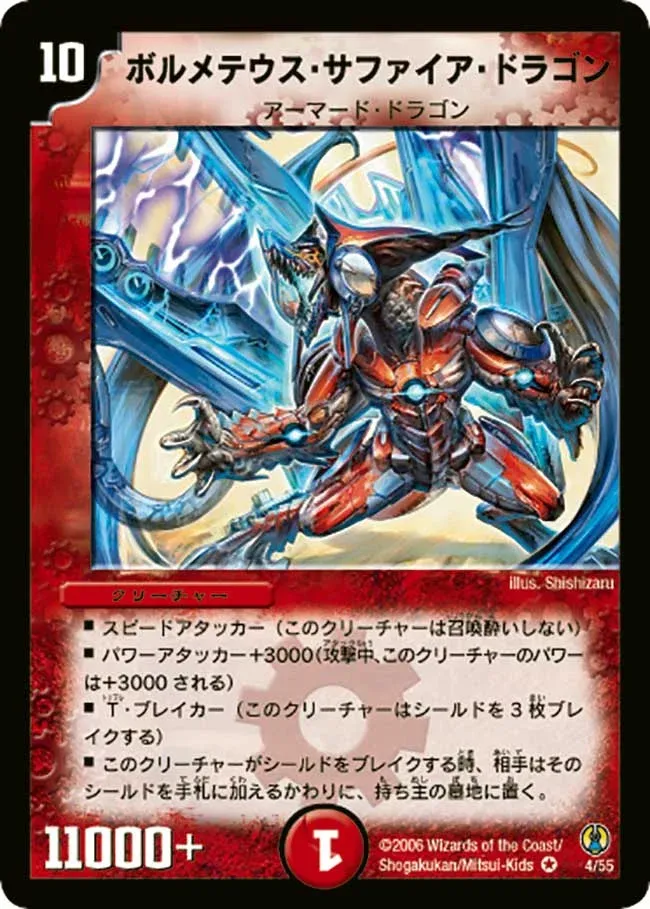 10
ボルメテウス・サファイア・ドラゴン
アーマード・ドラゴン
illus. Shishizaru
クリーチャー
■ スピードアタッカー（このクリーチャーは召喚酔いしない）
■ パワーアタッカー+3000（攻撃中、このクリーチャーのパワー
は+3000 される）
■ T・ブレイカー（このクリーチャーはシールドを 3 枚ブレ
イクする）
■ このクリーチャーがシールドをブレイクする時、相手はその
シールドを手札に加えるかわりに、持ち主の墓地に置く。
11000+
1
©2006 Wizards of the Coast/
Shogakukan/Mitsui-Kids
4/55